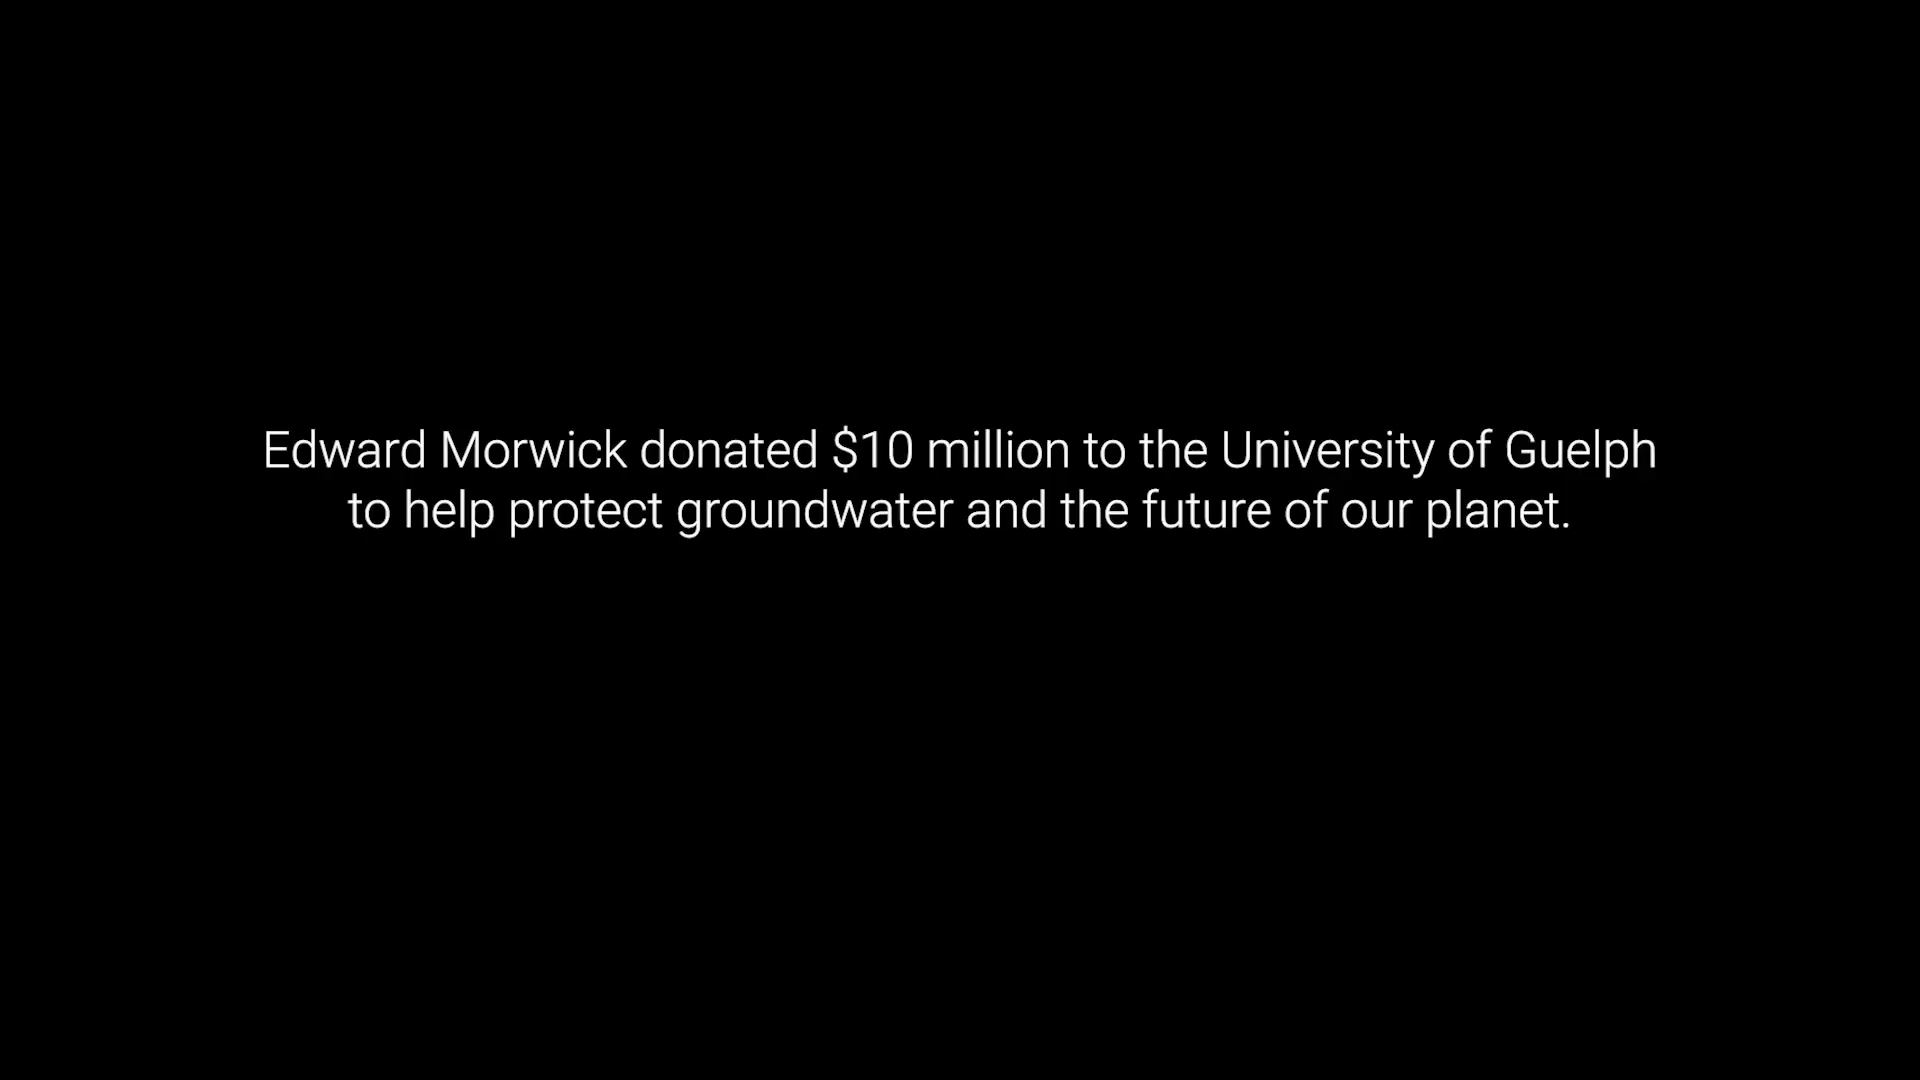 Edward Morwick donated $10 million to the University of Guelph
to help protect groundwater and the future of our planet.